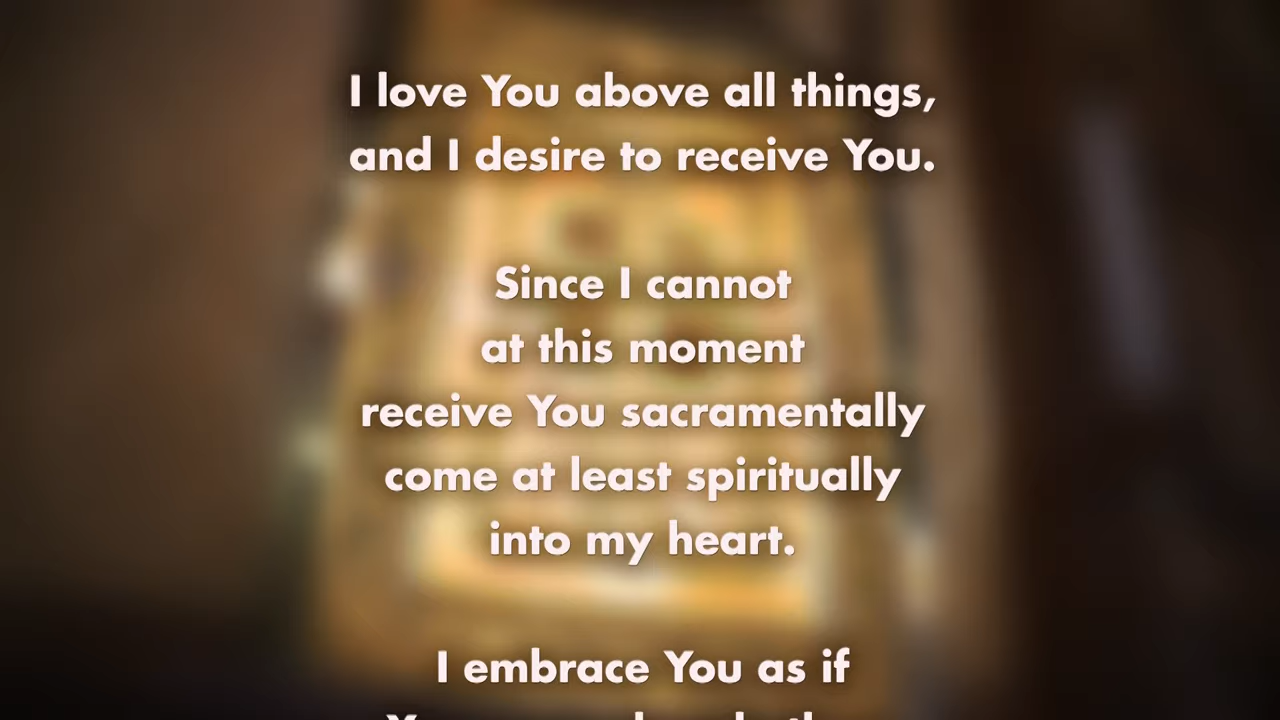 I love You above all things,
and I desire to receive You.
Since I cannot
at this moment
receive You sacramentally
come at least spiritually
into my heart.
I embrace You as if